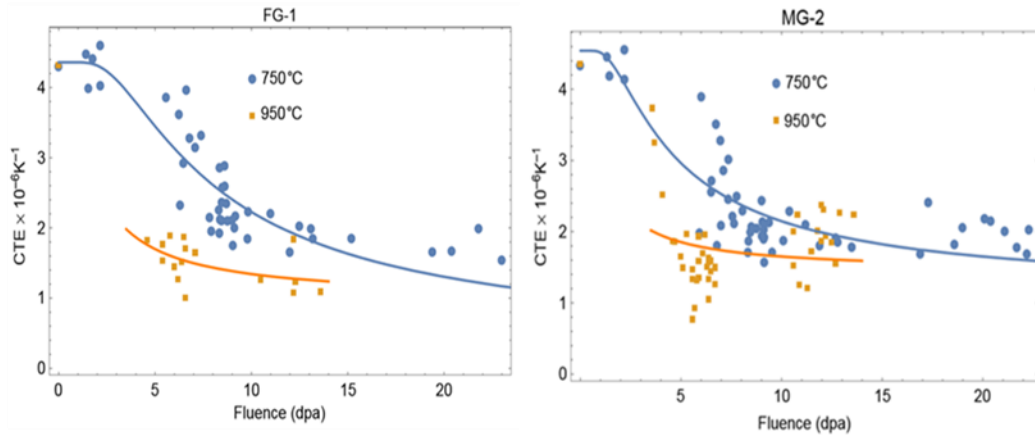 FG-1
CTE × 10⁻⁶K⁻¹
4
3
2
1
0
750°C
950°C
0 5 10 15 20
Fluence (dpa)
MG-2
CTE × 10⁻⁶K⁻¹
4
3
2
1
0
750°C
950°C
5 10 15 20
Fluence (dpa)